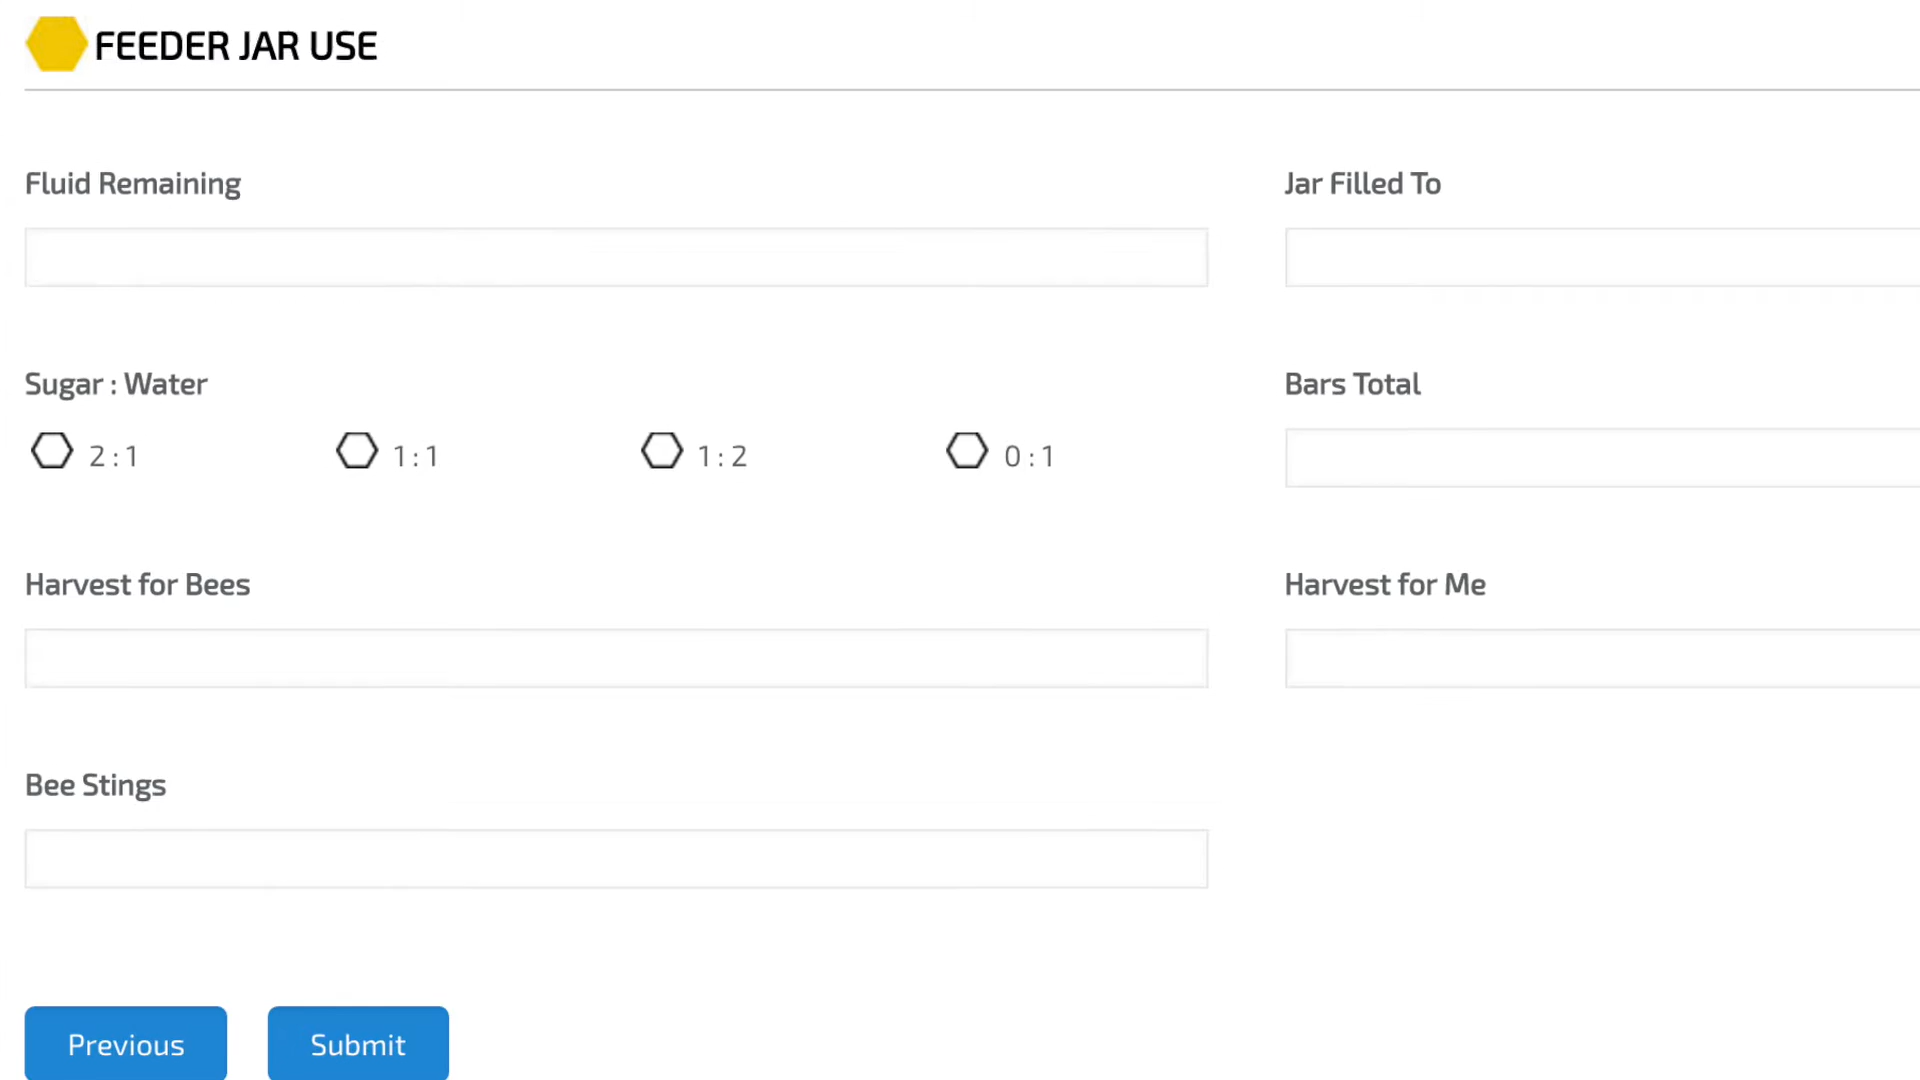 FEEDER JAR USE
Fluid Remaining
Jar Filled To
Sugar : Water
2 : 1
1 : 1
1 : 2
0 : 1
Bars Total
Harvest for Bees
Harvest for Me
Bee Stings
Previous
Submit